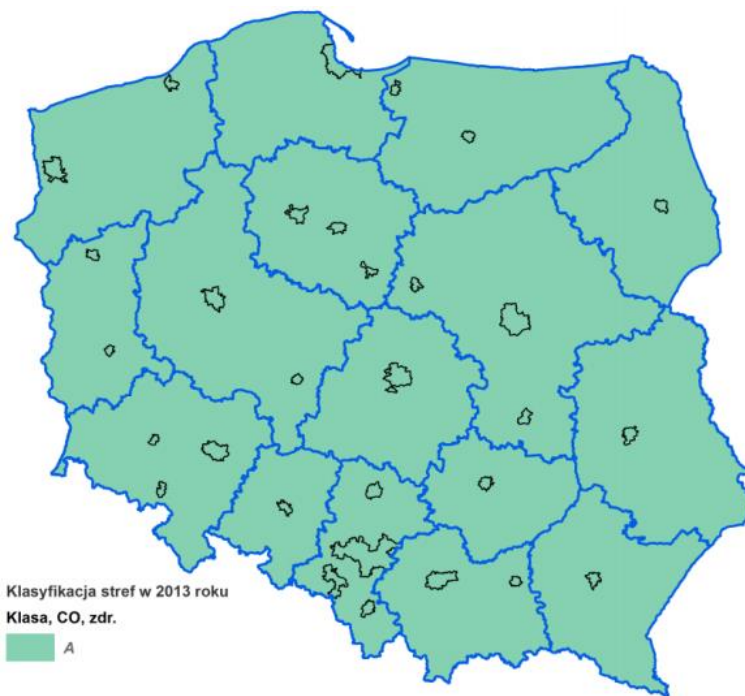 Klasyfikacja stref w 2013 roku
Klasa, CO, zdr.
A